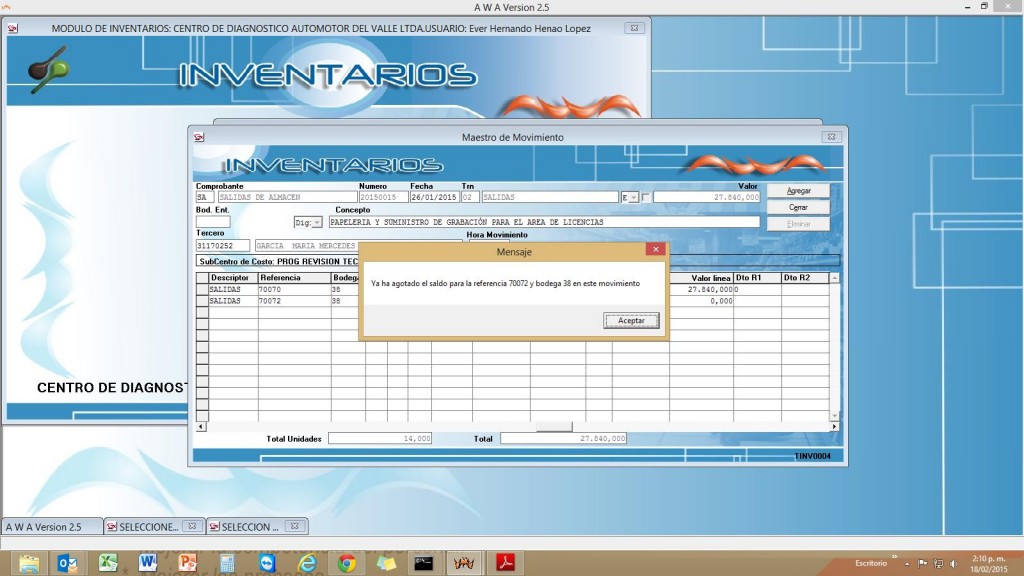 A W A Version 2.5
MODULO DE INVENTARIOS: CENTRO DE DIAGNOSTICO AUTOMOTOR DEL VALLE LTDA.USUARIO: Ever Hernando Henao Lopez
INVENTARIOS
Maestro de Movimiento
INVENTARIOS
Comprobante Numero Fecha Trn Valor
SA SALIDAS DE ALMACEN 20150015 26/01/2015 02 SALIDAS E 27.840,000
Agregar
Cerrar
Eliminar
Bod. Ent. Concepto
Dig: PAPELERIA Y SUMINISTRO DE GRABACIÓN PARA EL AREA DE LICENCIAS
Tercero Hora Movimiento
31170252 GARCIA MARIA MERCEDES
SubCentro de Costo: PROG REVISION TEC
Mensaje
Ya ha agotado el saldo para la referencia 70072 y bodega 38 en este movimiento
Aceptar
Descriptor Referencia Bodega Valor linea Dto R1 Dto R2
SALIDAS 70070 38 27.840,000 0
SALIDAS 70072 38 0,000
CENTRO DE DIAGNOST
Total Unidades 14,000 Total 27.840,000
TINV0004
A W A Version 2.5 SELECCIONE... SELECCION ...
Escritorio
2:10 p. m.
18/02/2015